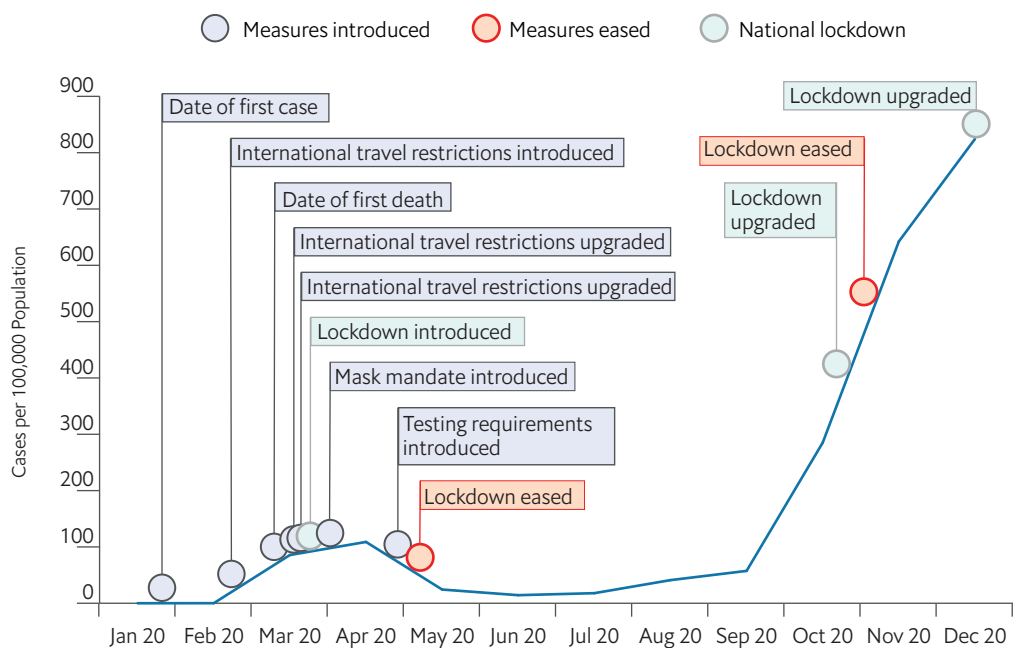 Measures introduced
Measures eased
National lockdown
Cases per 100,000 Population
900
800
700
600
500
400
300
200
100
0
Date of first case
International travel restrictions introduced
Date of first death
International travel restrictions upgraded
International travel restrictions upgraded
Lockdown introduced
Mask mandate introduced
Testing requirements
introduced
Lockdown eased
Lockdown
upgraded
Lockdown eased
Lockdown upgraded
Jan 20
Feb 20
Mar 20
Apr 20
May 20
Jun 20
Jul 20
Aug 20
Sep 20
Oct 20
Nov 20
Dec 20